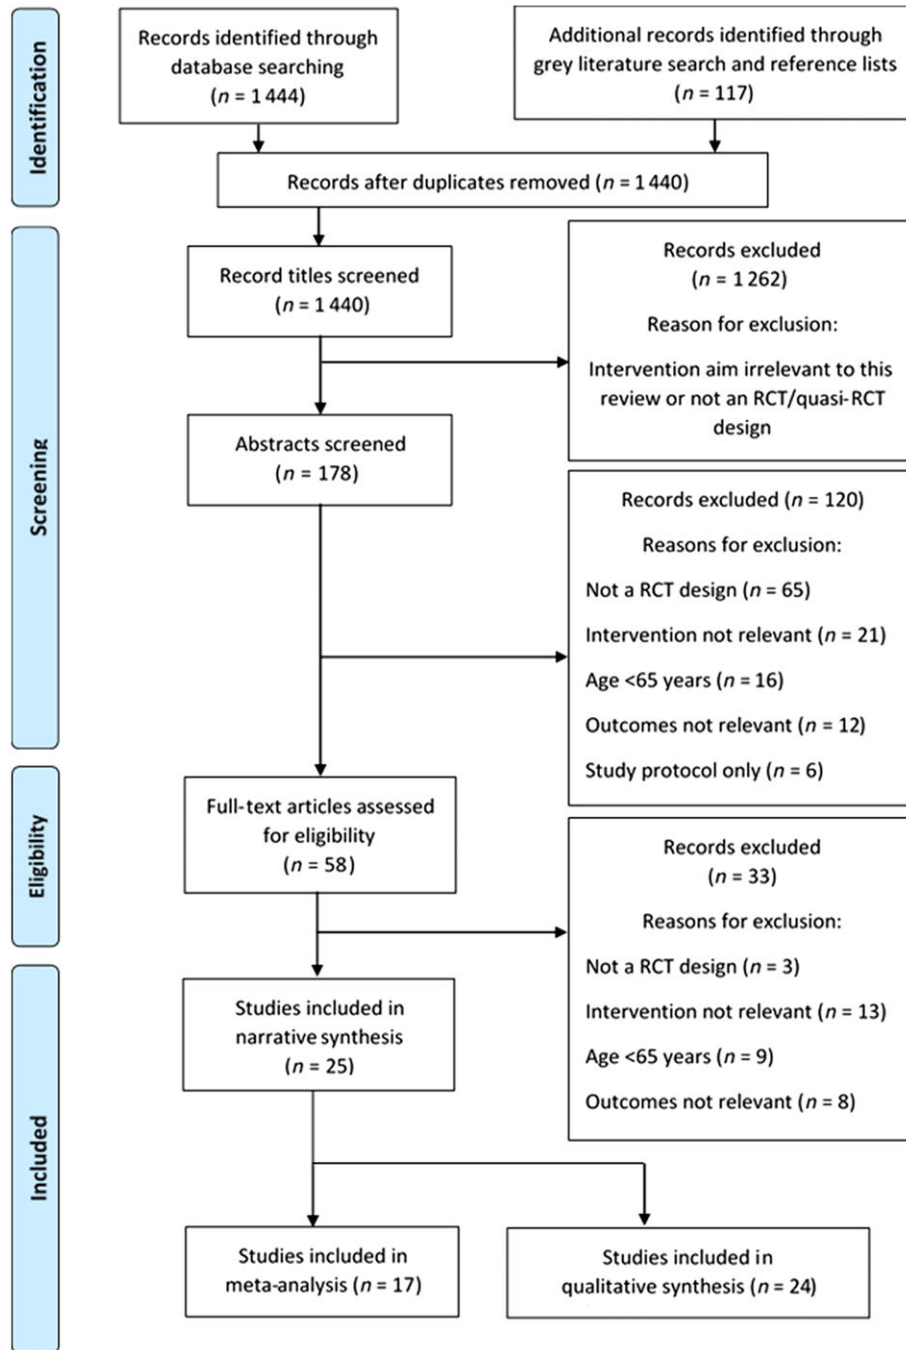 Identification
Records identified through
database searching
(n = 1 444)
Additional records identified through
grey literature search and reference lists
(n = 117)
Records after duplicates removed (n = 1 440)
Screening
Record titles screened
(n = 1 440)
Records excluded
(n = 1 262)
Reason for exclusion:
Intervention aim irrelevant to this
review or not an RCT/quasi-RCT
design
Abstracts screened
(n = 178)
Records excluded (n = 120)
Reasons for exclusion:
Not a RCT design (n = 65)
Intervention not relevant (n = 21)
Age <65 years (n = 16)
Outcomes not relevant (n = 12)
Study protocol only (n = 6)
Eligibility
Full-text articles assessed
for eligibility
(n = 58)
Records excluded
(n = 33)
Reasons for exclusion:
Not a RCT design (n = 3)
Intervention not relevant (n = 13)
Age <65 years (n = 9)
Outcomes not relevant (n = 8)
Included
Studies included in
narrative synthesis
(n = 25)
Studies included in
meta-analysis (n = 17)
Studies included in
qualitative synthesis (n = 24)